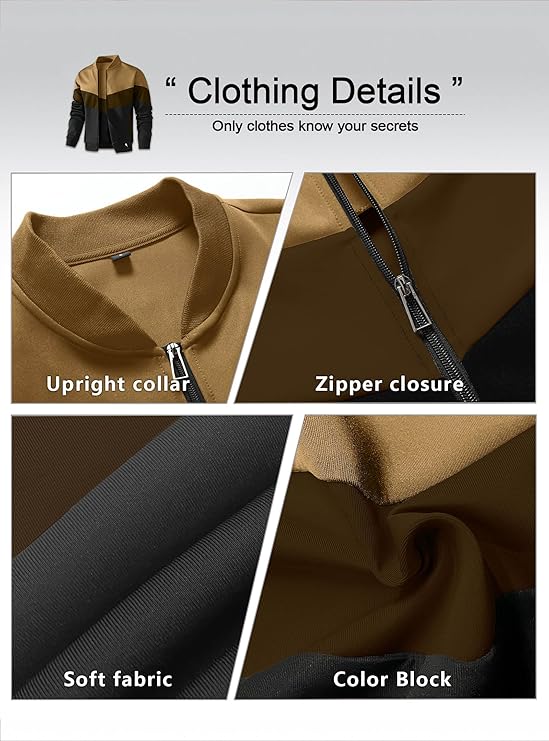 “ Clothing Details ”
Only clothes know your secrets
Upright collar
Zipper closure
Soft fabric
Color Block